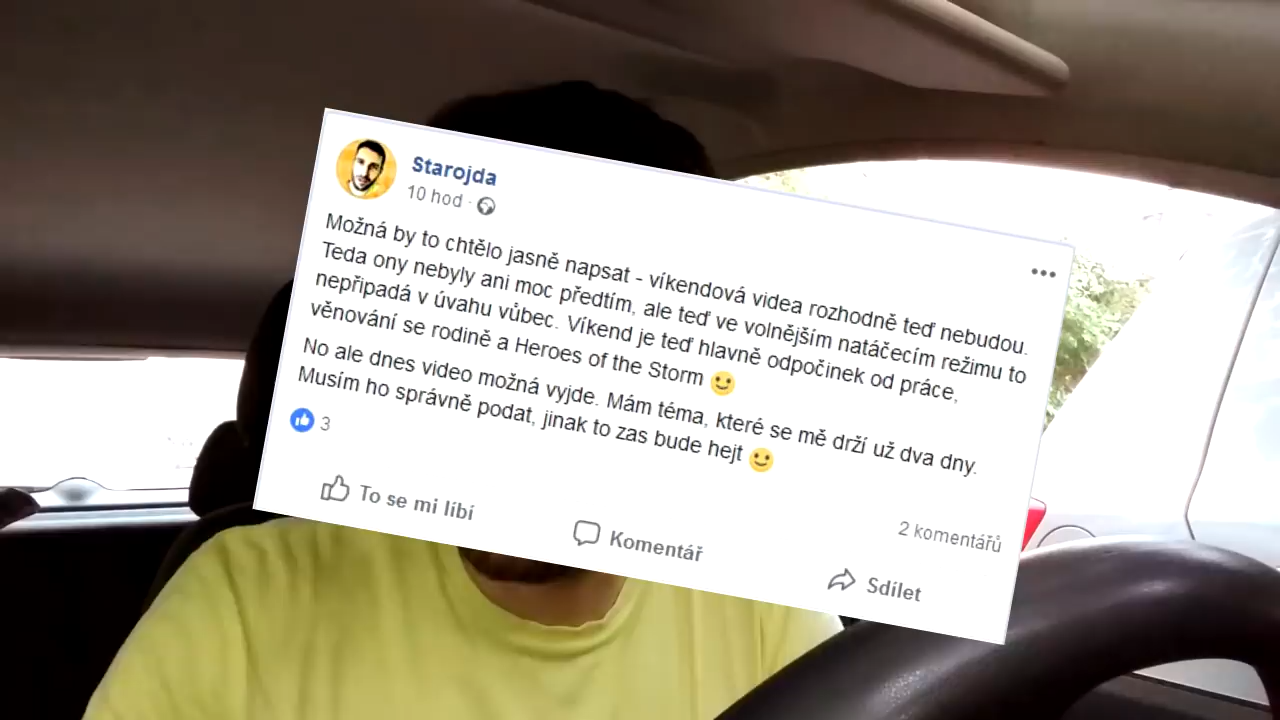 Starojda
10 hod ·
Možná by to chtělo jasně napsat - víkendová videa rozhodně teď nebudou.
Teda ony nebyly ani moc předtím, ale teď ve volnějším natáčecím režimu to
nepřipadá v úvahu vůbec. Víkend je teď hlavně odpočinek od práce,
věnování se rodině a Heroes of the Storm 🙂
No ale dnes video možná vyjde. Mám téma, které se mě drží už dva dny.
Musím ho správně podat, jinak to zas bude hejt 🙂
3
2 komentářů
To se mi líbí
Komentář
Sdílet